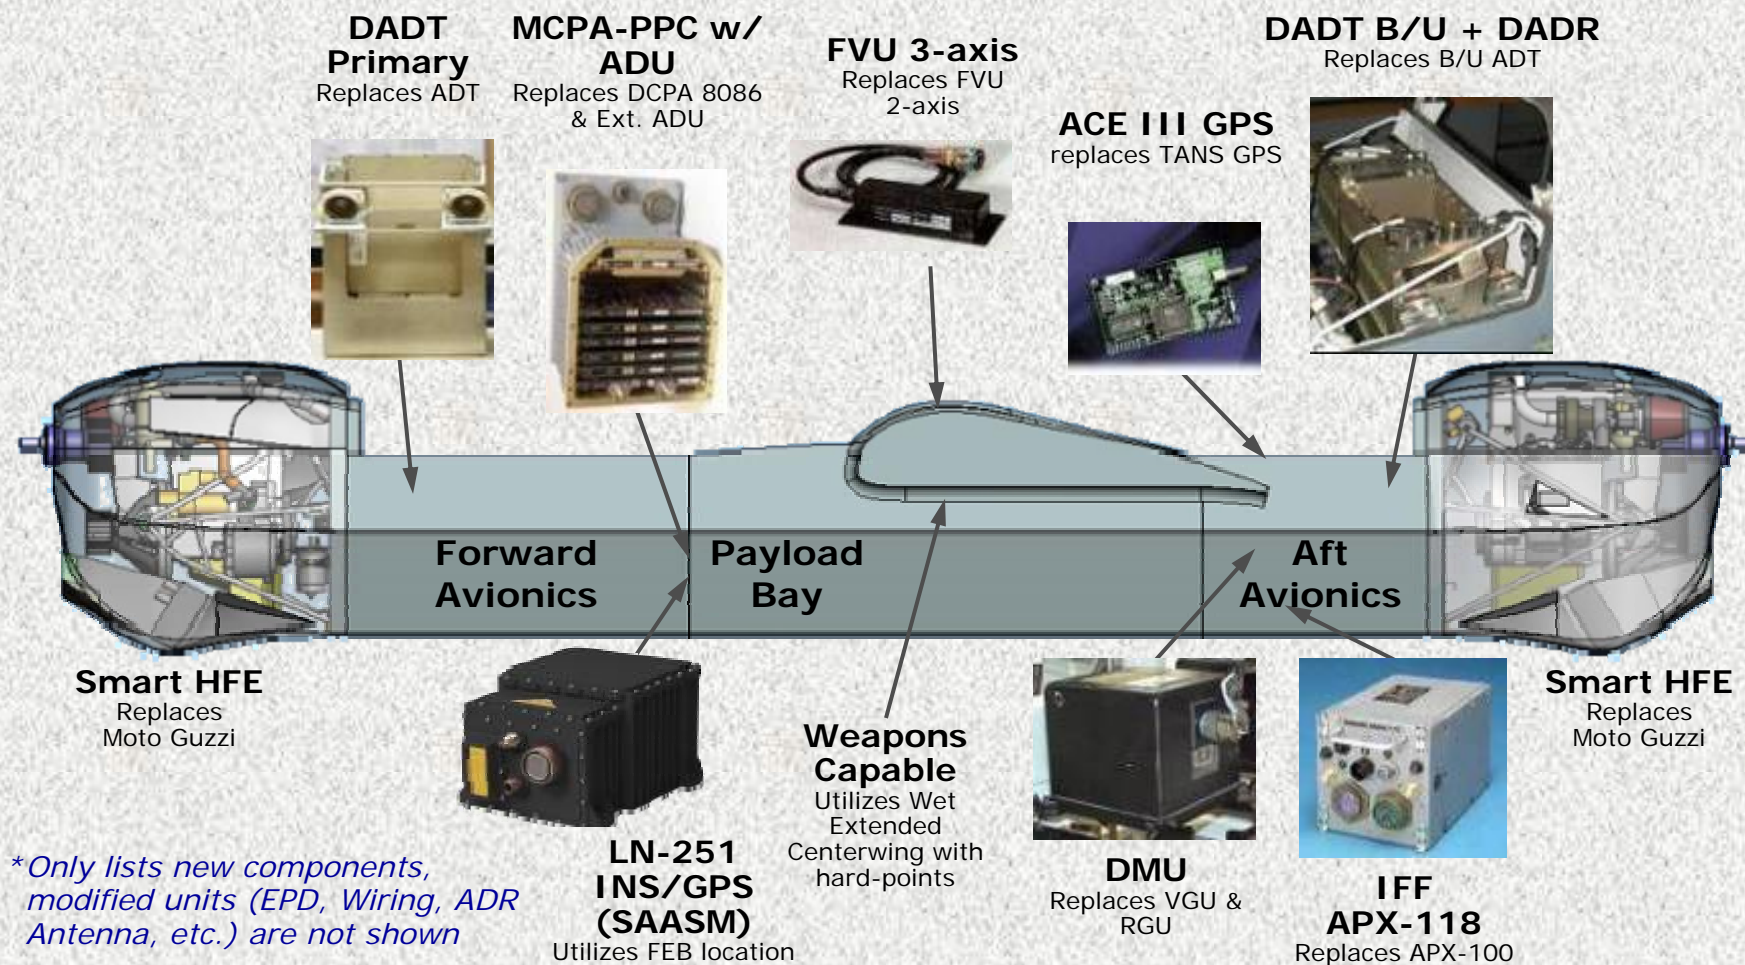 DADT
Primary
Replaces ADT
MCPA-PPC w/
ADU
Replaces DCPA 8086
& Ext. ADU
FVU 3-axis
Replaces FVU
2-axis
ACE III GPS
replaces TANS GPS
DADT B/U + DADR
Replaces B/U ADT
Forward
Avionics
Payload
Bay
Aft
Avionics
Smart HFE
Replaces
Moto Guzzi
LN-251
INS/GPS
(SAASM)
Utilizes FEB location
Weapons
Capable
Utilizes Wet
Extended
Centerwing with
hard-points
DMU
Replaces VGU &
RGU
IFF
APX-118
Replaces APX-100
Smart HFE
Replaces
Moto Guzzi
*Only lists new components,
modified units (EPD, Wiring, ADR
Antenna, etc.) are not shown